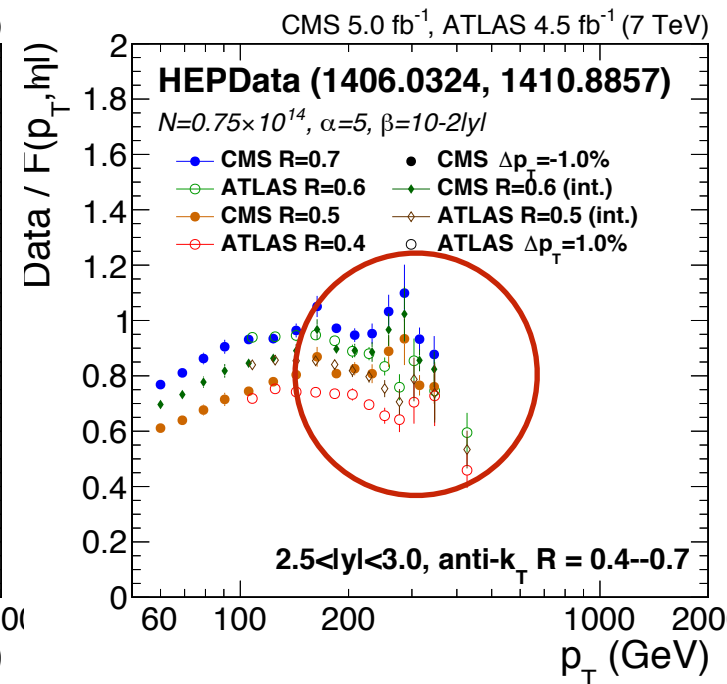 CMS 5.0 fb⁻¹, ATLAS 4.5 fb⁻¹ (7 TeV)
HEPData (1406.0324, 1410.8857)
N=0.75×10¹⁴, α=5, β=10-2|y|
CMS R=0.7
CMS Δp_T=-1.0%
ATLAS R=0.6
CMS R=0.6 (int.)
CMS R=0.5
ATLAS R=0.5 (int.)
ATLAS R=0.4
ATLAS Δp_T=1.0%
Data / F(p_T,|η|)
2
1.8
1.6
1.4
1.2
1
0.8
0.6
0.4
0.2
0
2.5<|y|<3.0, anti-k_T R = 0.4--0.7
60 100 200 1000 200
p_T (GeV)